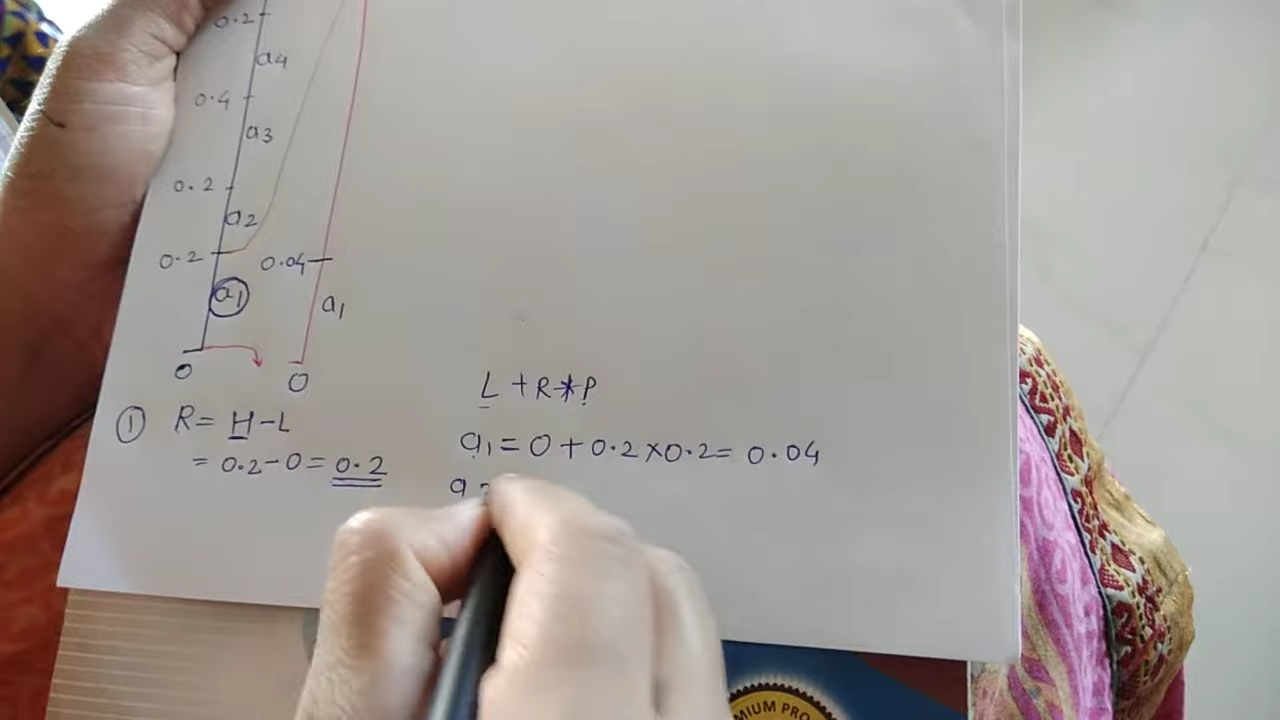 0.2
a4
0.4
a3
0.2
a2
0.2
0.04
a1
a1
0
0
① R = H - L
= 0.2 - 0 = 0.2
L + R * P
a1 = 0 + 0.2 × 0.2 = 0.04
a2
MIUM PRO